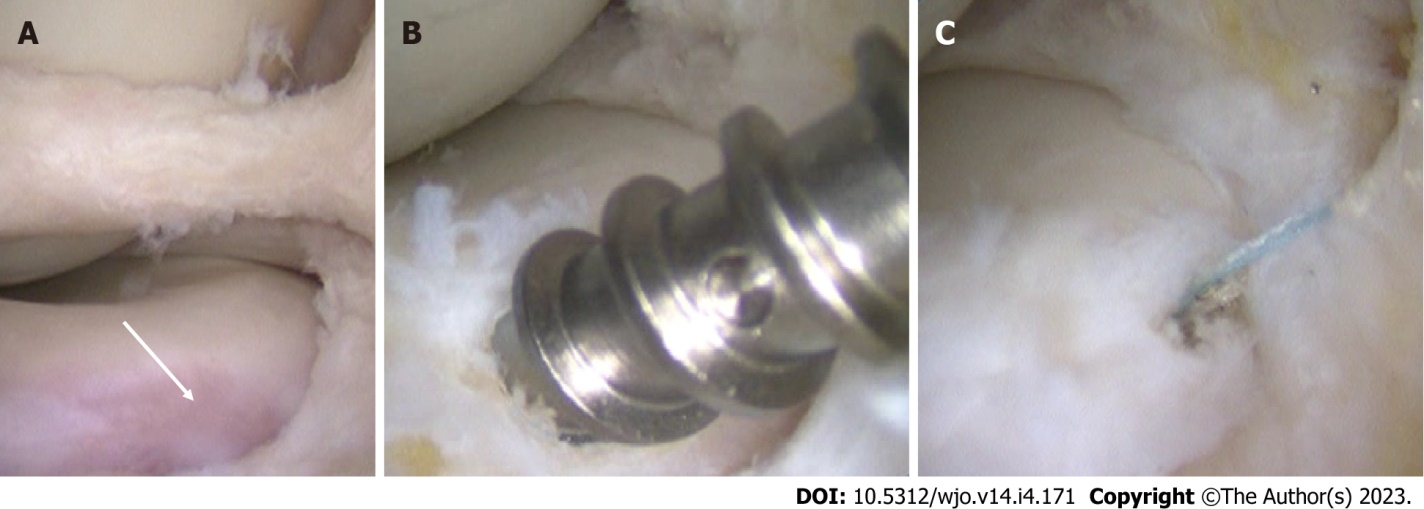 A
B
C
DOI: 10.5312/wjo.v14.i4.171 Copyright ©The Author(s) 2023.